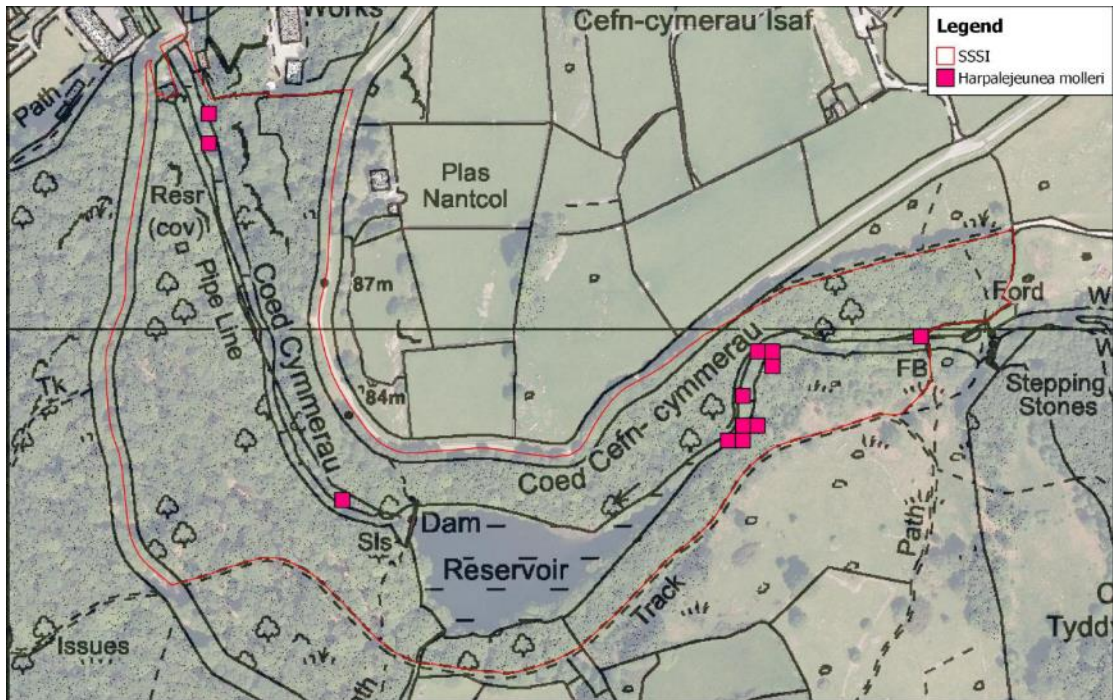 Works
Cefn-cymerau Isaf
Legend
SSSI
Harpalejeunea molleri
Path
Plas
Nantcol
Resr
(cov)
Pipe Line
Coed Cymmerau
87m
84m
Tk
Ford
FB
Stepping
Stones
Coed Cefn- cymmerau
Dam
Sls
Reservoir
Track
Path
Issues